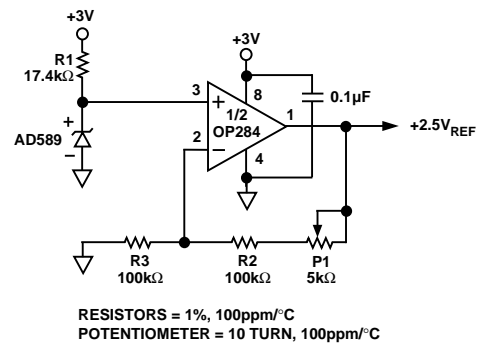 +3V
R1
17.4kΩ
+3V
3
+
8
0.1µF
1/2
OP284
1
+2.5VREF
+
AD589
−
2
−
4
R3
100kΩ
R2
100kΩ
P1
5kΩ
RESISTORS = 1%, 100ppm/°C
POTENTIOMETER = 10 TURN, 100ppm/°C